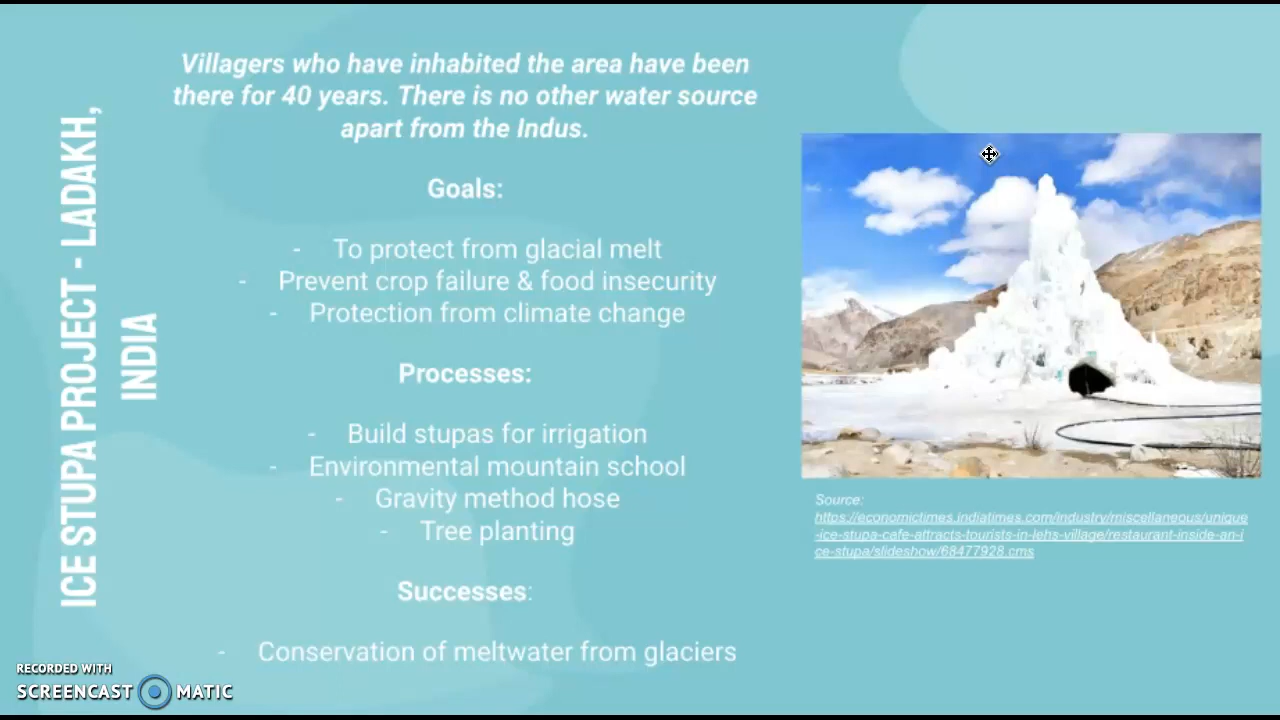 ICE STUPA PROJECT - LADAKH,
INDIA
Villagers who have inhabited the area have been
there for 40 years. There is no other water source
apart from the Indus.
Goals:
- To protect from glacial melt
- Prevent crop failure & food insecurity
- Protection from climate change
Processes:
- Build stupas for irrigation
- Environmental mountain school
- Gravity method hose
- Tree planting
Successes:
- Conservation of meltwater from glaciers
Source:
https://economictimes.indiatimes.com/industry/miscellaneous/unique
-ice-stupa-cafe-attracts-tourists-in-lehs-village/restaurant-inside-an-i
ce-stupa/slideshow/68477928.cms
RECORDED WITH
SCREENCAST MATIC